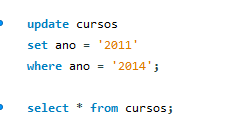 update cursos
set ano = '2011'
where ano = '2014';
select * from cursos;